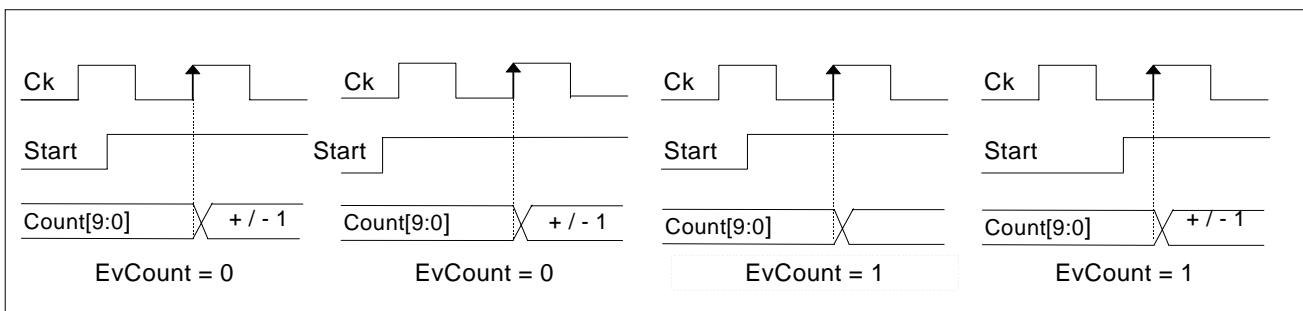 Ck
Ck
Ck
Ck
Start
Start
Start
Start
Count[9:0]
+ / - 1
Count[9:0]
+ / - 1
Count[9:0]
Count[9:0]
+ / - 1
EvCount = 0
EvCount = 0
EvCount = 1
EvCount = 1